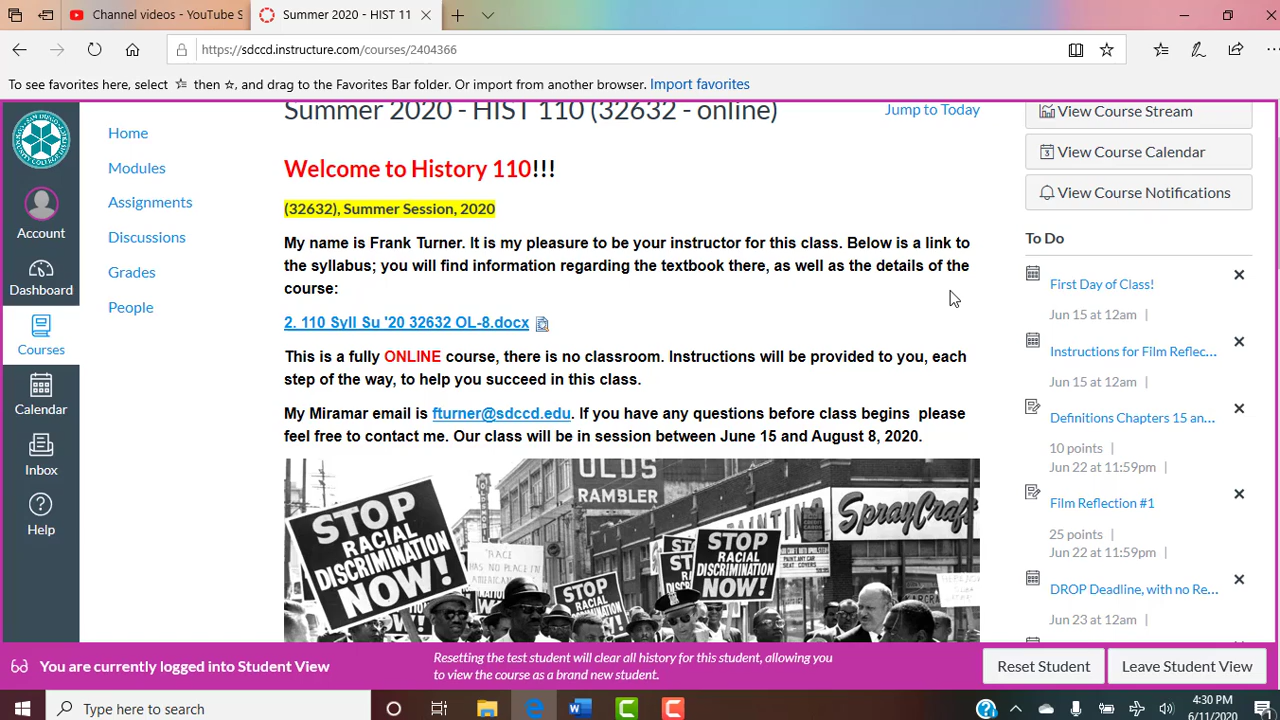 Channel videos - YouTube S
Summer 2020 - HIST 11
https://sdccd.instructure.com/courses/2404366
To see favorites here, select then , and drag to the Favorites Bar folder. Or import from another browser. Import favorites
Account
Dashboard
Courses
Calendar
Inbox
Help
Home
Modules
Assignments
Discussions
Grades
People
Summer 2020 - HIST 110 (32632 - online)
Jump to Today
Welcome to History 110!!!
(32632), Summer Session, 2020
My name is Frank Turner. It is my pleasure to be your instructor for this class. Below is a link to
the syllabus; you will find information regarding the textbook there, as well as the details of the
course:
2. 110 Syll Su '20 32632 OL-8.docx
This is a fully ONLINE course, there is no classroom. Instructions will be provided to you, each
step of the way, to help you succeed in this class.
My Miramar email is fturner@sdccd.edu. If you have any questions before class begins please
feel free to contact me. Our class will be in session between June 15 and August 8, 2020.
OLDS
RAMBLER
SprayCraf
STOP
RACIAL
DISCRIMINATION
NOW!
RACE
HAS NO PLACE IN
AMERICAN
STOP
RACIAL
DISCRIMINATION
NOW!
STOP
RACIAL
DISCRIMINATION
NOW!
View Course Stream
View Course Calendar
View Course Notifications
To Do
First Day of Class!
Jun 15 at 12am |
Instructions for Film Reflec...
Jun 15 at 12am |
Definitions Chapters 15 an...
10 points |
Jun 22 at 11:59pm |
Film Reflection #1
25 points |
Jun 22 at 11:59pm |
DROP Deadline, with no Re...
Jun 23 at 12am |
You are currently logged into Student View
Resetting the test student will clear all history for this student, allowing you
to view the course as a brand new student.
Reset Student
Leave Student View
Type here to search
4:30 PM
6/11/2020